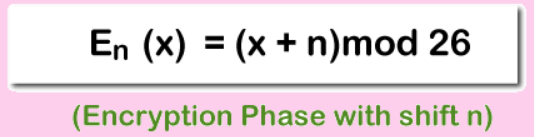 Eₙ (x) = (x + n)mod 26
(Encryption Phase with shift n)